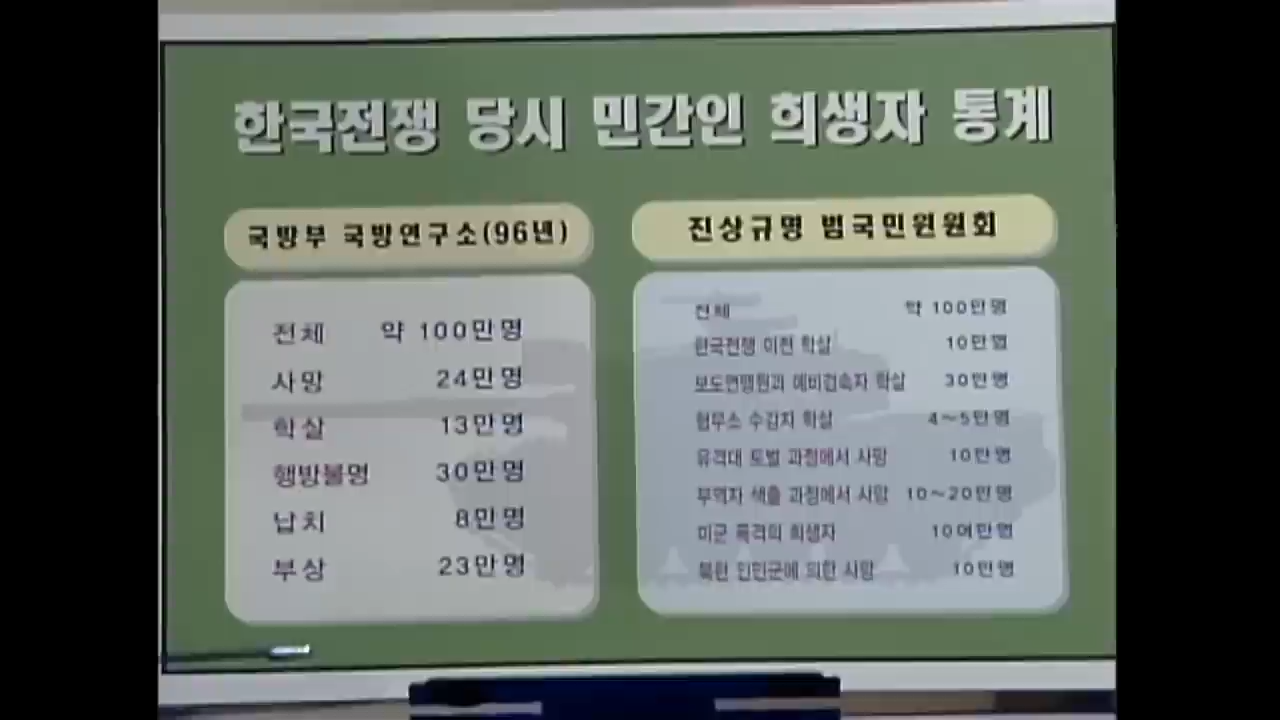 한국전쟁 당시 민간인 희생자 통계
국방부 국방연구소(96년)
전체 약 100만명
사망 24만명
학살 13만명
행방불명 30만명
납치 8만명
부상 23만명
진상규명 범국민원원회
전체 약 100만명
한국전쟁 이전 학살 10만명
보도연맹원과 예비검속자 학살 30만명
형무소 수감자 학살 4~5만명
유격대 토벌 과정에서 사망 10만명
부역자 색출 과정에서 사망 10~20만명
미군 폭격의 희생자 10여만명
북한 인민군에 의한 사망 10만명